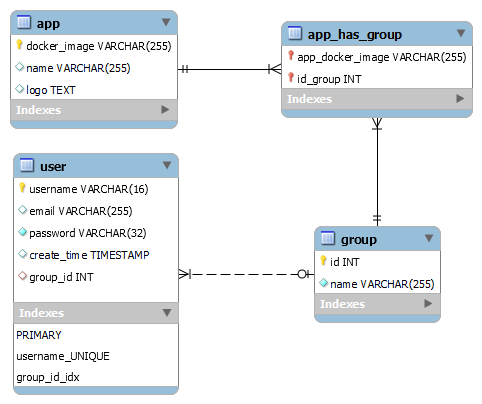 app
docker_image VARCHAR(255)
name VARCHAR(255)
logo TEXT
Indexes
app_has_group
app_docker_image VARCHAR(255)
id_group INT
Indexes
user
username VARCHAR(16)
email VARCHAR(255)
password VARCHAR(32)
create_time TIMESTAMP
group_id INT
Indexes
PRIMARY
username_UNIQUE
group_id_idx
group
id INT
name VARCHAR(255)
Indexes